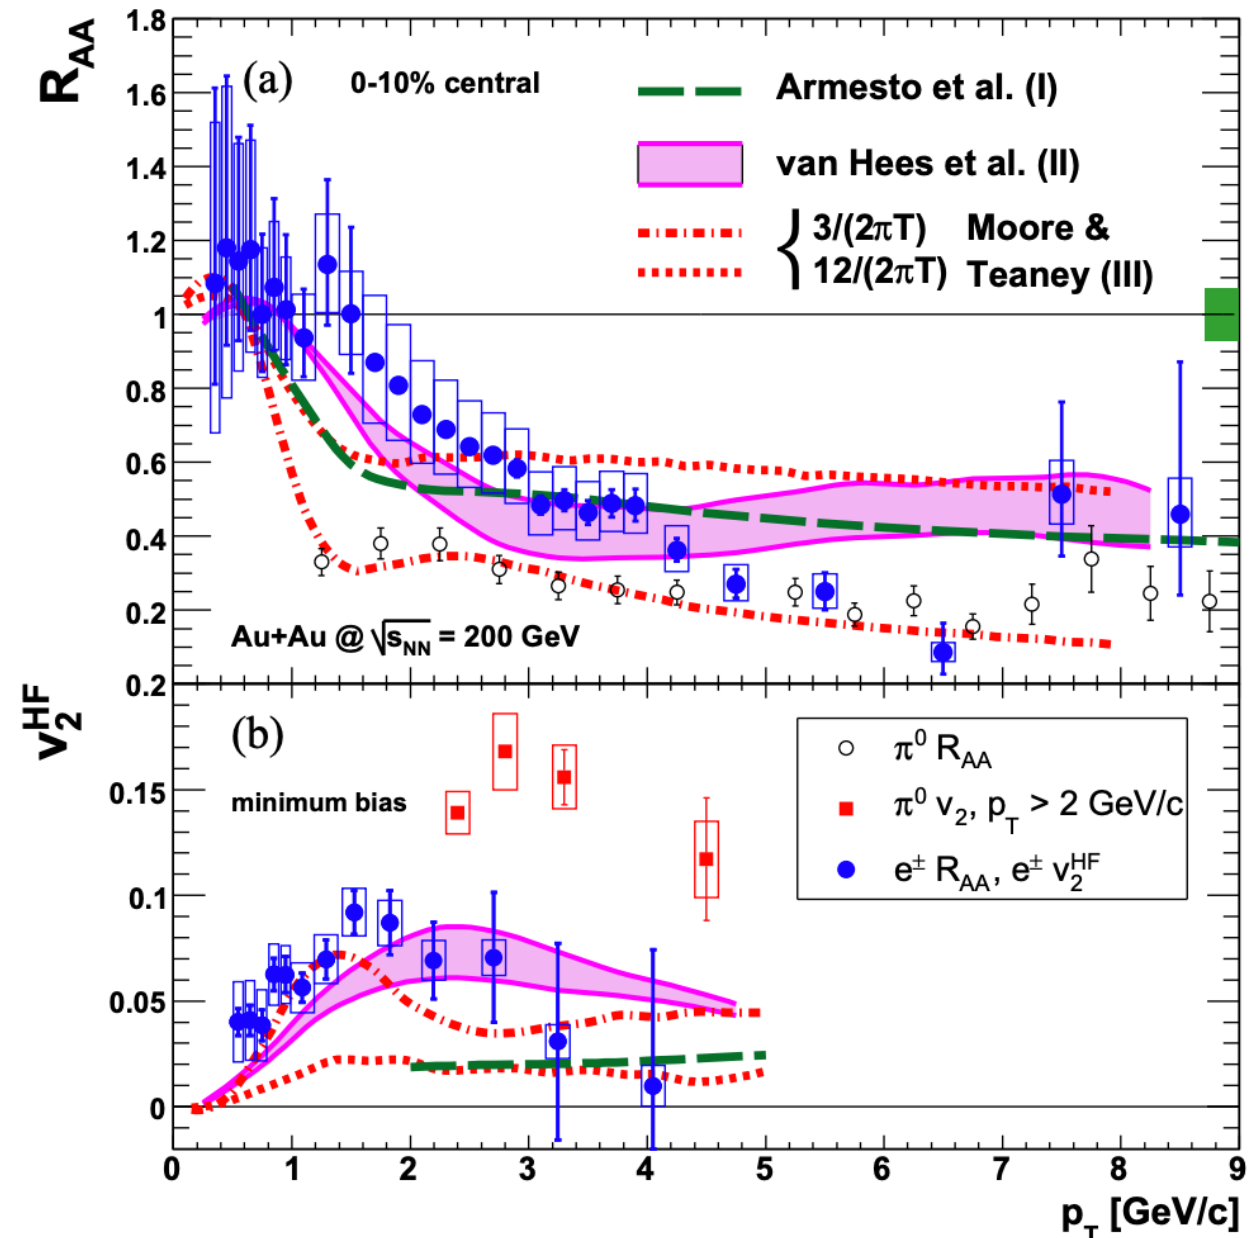 R_AA
1.8
1.6
1.4
1.2
1
0.8
0.6
0.4
0.2
(a)
0-10% central
Armesto et al. (I)
van Hees et al. (II)
3/(2πT) Moore &
12/(2πT) Teaney (III)
Au+Au @ √s_NN = 200 GeV
v_2^HF
0.2
0.15
0.1
0.05
0
(b)
minimum bias
π⁰ R_AA
π⁰ v_2, p_T > 2 GeV/c
e± R_AA, e± v_2^HF
0 1 2 3 4 5 6 7 8 9
p_T [GeV/c]